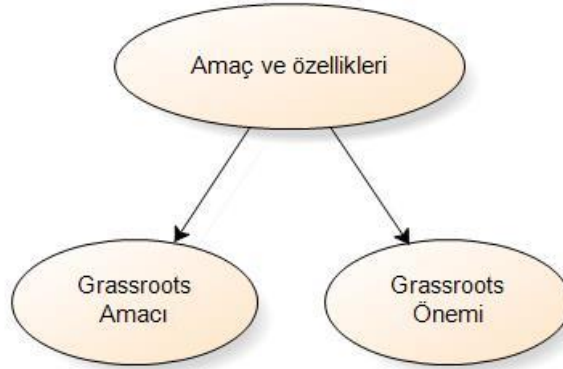 Amaç ve özellikleri
Grassroots
Amacı
Grassroots
Önemi